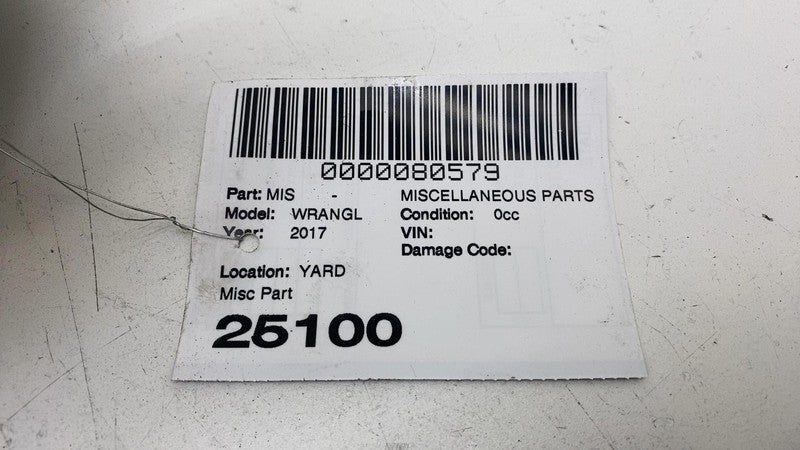 0000080579
Part: MIS - MISCELLANEOUS PARTS
Model: WRANGL Condition: 0cc
Year: 2017 VIN:
Damage Code:
Location: YARD
Misc Part
25100